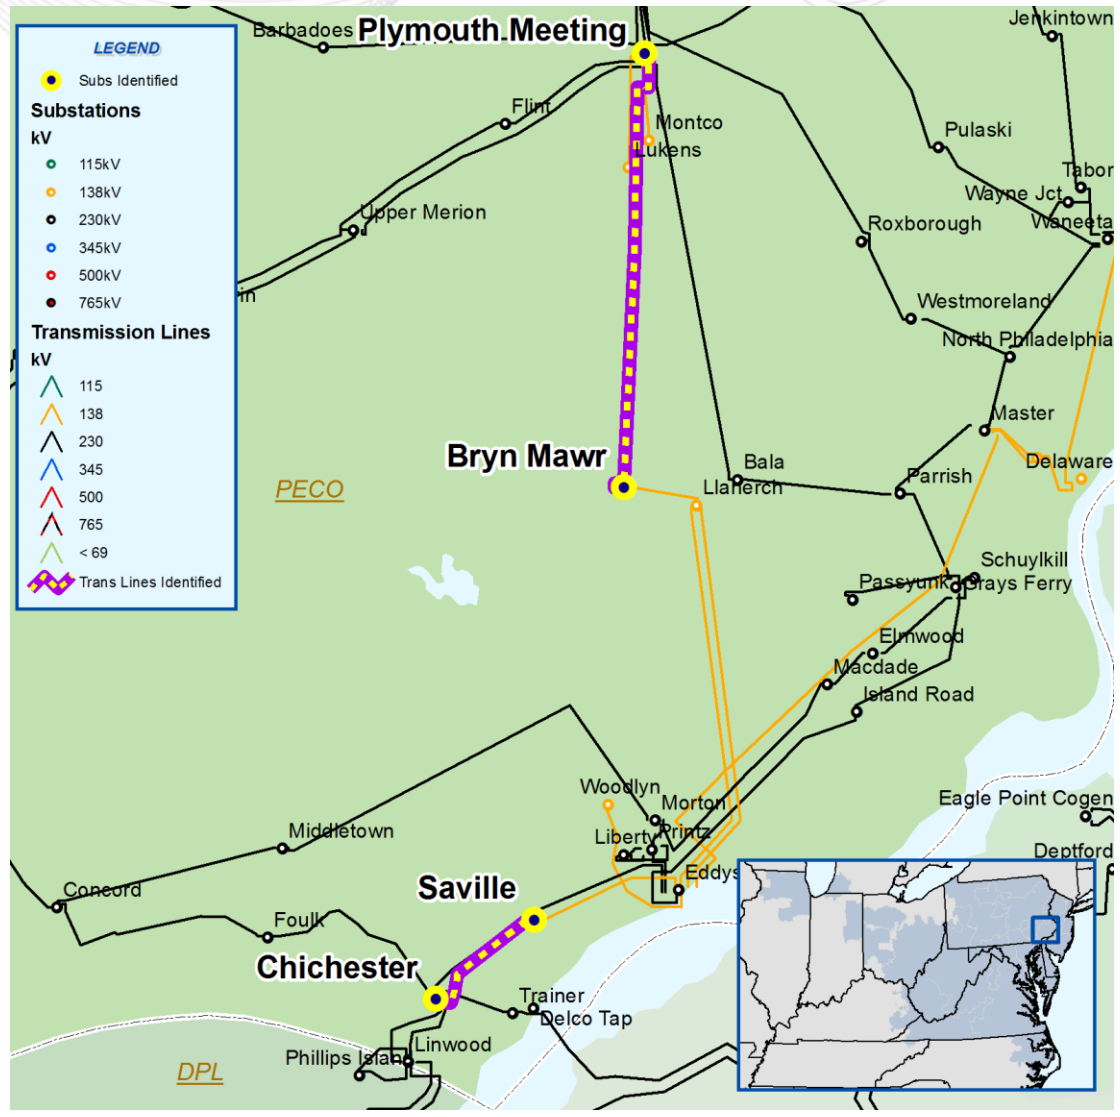 Barbadoes
Plymouth Meeting
Jenkintown
LEGEND
Subs Identified
Substations
kV
115kV
138kV
230kV
345kV
500kV
765kV
Transmission Lines
kV
115
138
230
345
500
765
< 69
Trans Lines Identified
Flint
Montco
Lukens
Pulaski
Tabor
Wayne Jct
Waneeta
Upper Merion
Roxborough
in
Westmoreland
North Philadelphia
Master
Bryn Mawr
Bala
Delaware
PECO
Llanerch
Parrish
Schuylkill
Passyunk
Grays Ferry
Elmwood
Macdade
Island Road
Woodlyn
Morton
Eagle Point Cogen
Middletown
Liberty
Printz
Deptford
Saville
Eddys
Concord
Foulk
Chichester
Trainer
Delco Tap
Linwood
Phillips Island
DPL